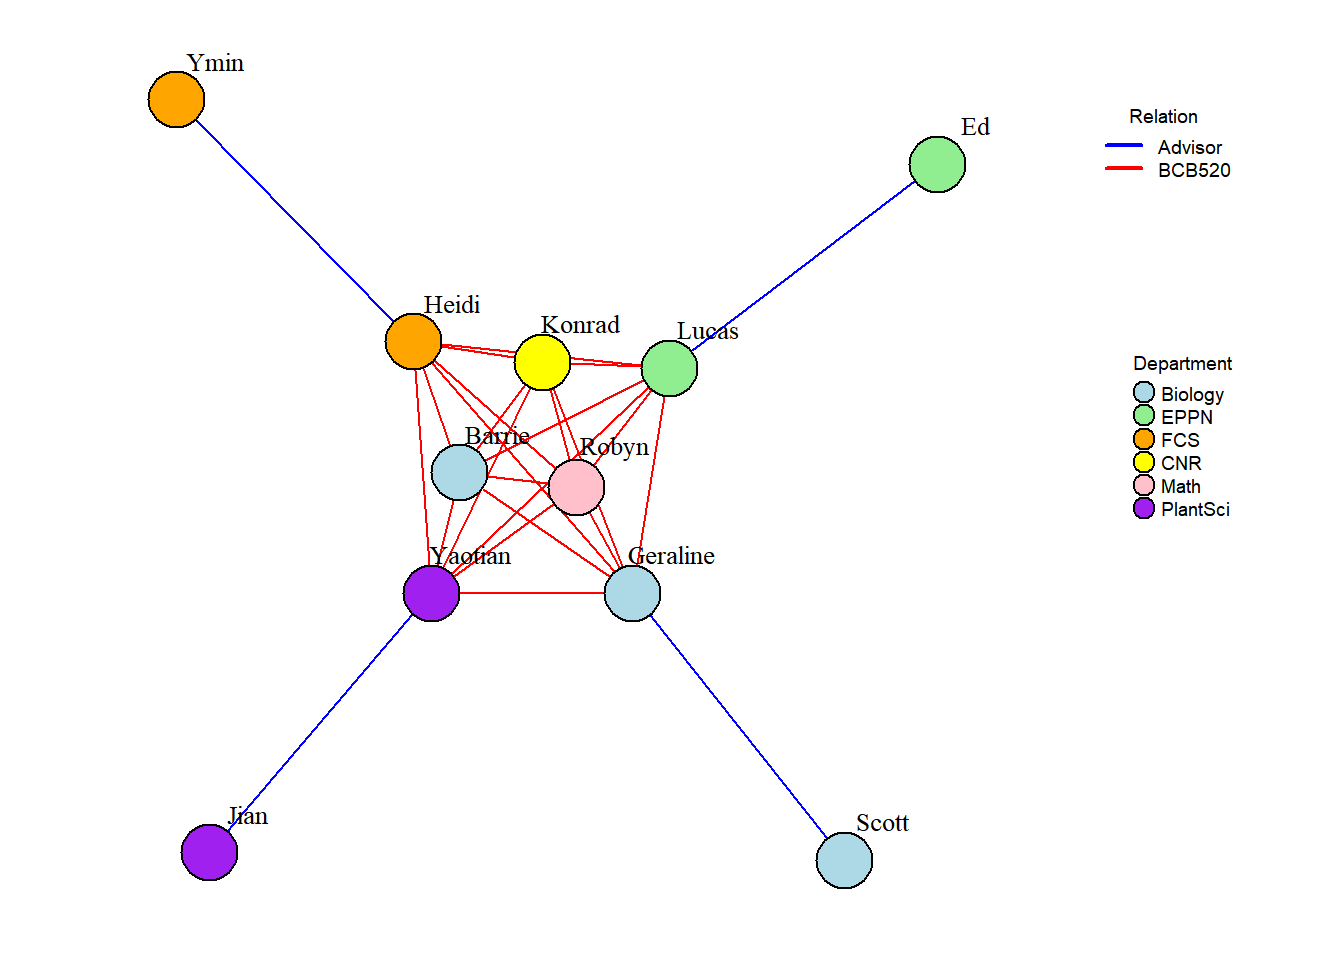 Ymin
Ed
Relation
Advisor
BCB520
Heidi
Konrad
Lucas
Department
Biology
EPPN
FCS
CNR
Math
PlantSci
Barrie
Robyn
Yaotian
Geraline
Jian
Scott